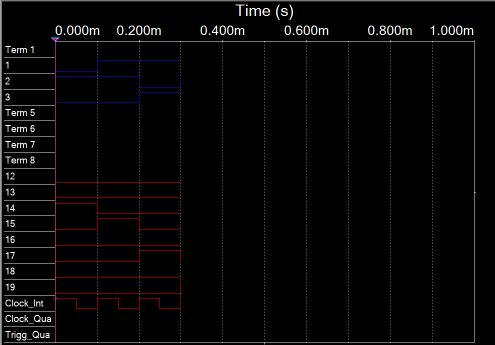 Time (s)
0.000m 0.200m 0.400m 0.600m 0.800m 1.000m
Term 1
1
2
3
Term 5
Term 6
Term 7
Term 8
12
13
14
15
16
17
18
19
Clock_Int
Clock_Qua
Trigg_Qua